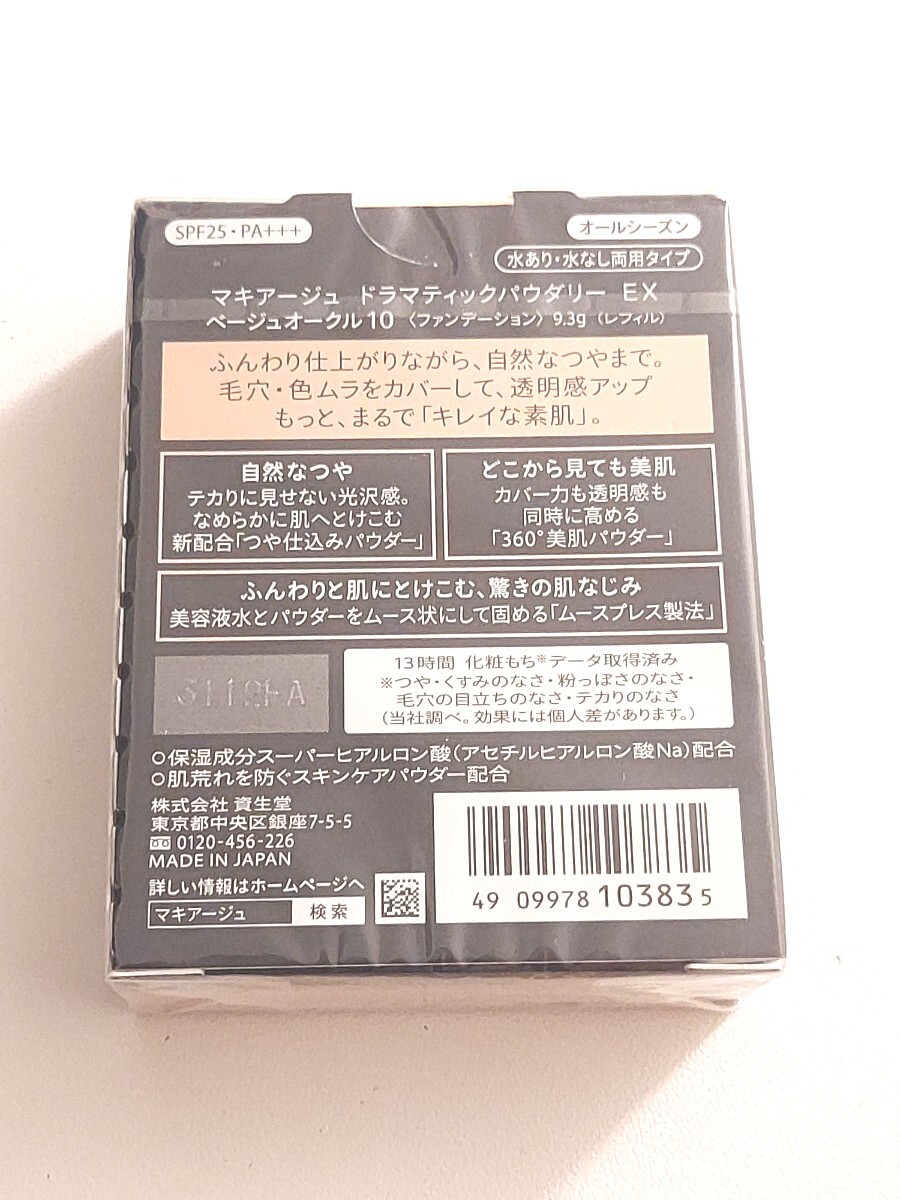 SPF25・PA+++
オールシーズン
水あり・水なし両用タイプ
マキアージュ ドラマティックパウダリー EX
ベージュオークル10 〈ファンデーション〉 9.3g （レフィル）
ふんわり仕上がりながら、自然なつやまで。
毛穴・色ムラをカバーして、透明感アップ
もっと、まるで「キレイな素肌」。
自然なつや
テカリに見せない光沢感。
なめらかに肌へとけこむ
新配合「つや仕込みパウダー」
どこから見ても美肌
カバー力も透明感も
同時に高める
「360°美肌パウダー」
ふんわりと肌にとけこむ、驚きの肌なじみ
美容液水とパウダーをムース状にして固める「ムースプレス製法」
13時間 化粧もち※データ取得済み
※つや・くすみのなさ・粉っぽさのなさ・
毛穴の目立ちのなさ・テカりのなさ
（当社調べ。効果には個人差があります。）
○保湿成分スーパーヒアルロン酸（アセチルヒアルロン酸Na）配合
○肌荒れを防ぐスキンケアパウダー配合
株式会社 資生堂
東京都中央区銀座7-5-5
0120-456-226
MADE IN JAPAN
詳しい情報はホームページへ
マキアージュ 検索
49 09978 10383 5